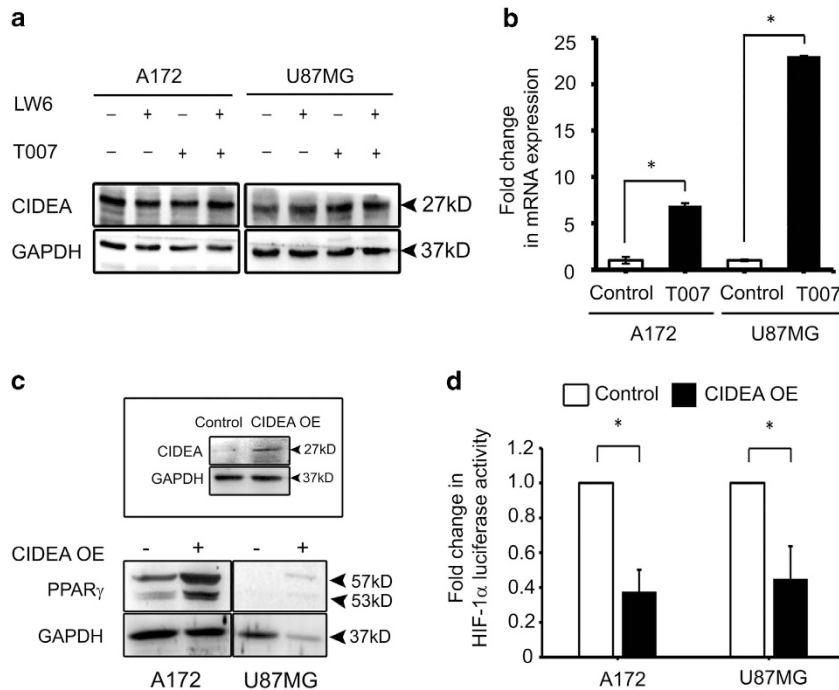 a
A172 U87MG
LW6 – + – + – + – +
T007 – – + + – – + +
CIDEA 27kD
GAPDH 37kD
b
Fold change
in mRNA expression
25
20
15
10
5
0
* *
Control T007 Control T007
A172 U87MG
c
Control CIDEA OE
CIDEA 27kD
GAPDH 37kD
CIDEA OE - + - +
PPARγ 57kD
53kD
GAPDH 37kD
A172 U87MG
d
Control CIDEA OE
Fold change in
HIF-1α luciferase activity
1.2
1.0
0.8
0.6
0.4
0.2
0
* *
A172 U87MG